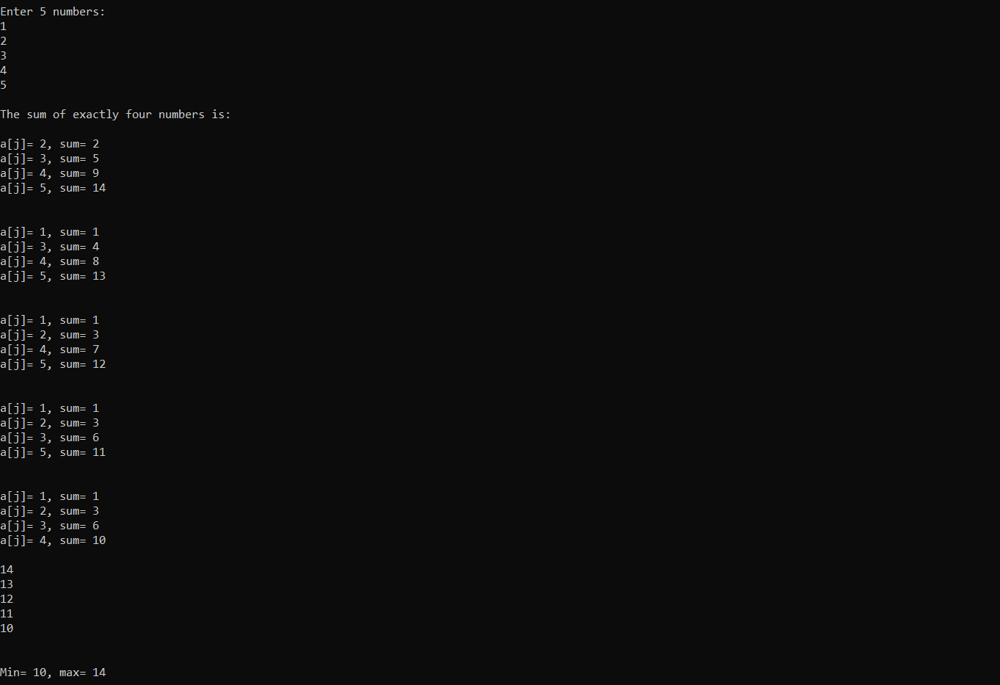 Enter 5 numbers:
1
2
3
4
5
The sum of exactly four numbers is:
a[j]= 2, sum= 2
a[j]= 3, sum= 5
a[j]= 4, sum= 9
a[j]= 5, sum= 14
a[j]= 1, sum= 1
a[j]= 3, sum= 4
a[j]= 4, sum= 8
a[j]= 5, sum= 13
a[j]= 1, sum= 1
a[j]= 2, sum= 3
a[j]= 4, sum= 7
a[j]= 5, sum= 12
a[j]= 1, sum= 1
a[j]= 2, sum= 3
a[j]= 3, sum= 6
a[j]= 5, sum= 11
a[j]= 1, sum= 1
a[j]= 2, sum= 3
a[j]= 3, sum= 6
a[j]= 4, sum= 10
14
13
12
11
10
Min= 10, max= 14